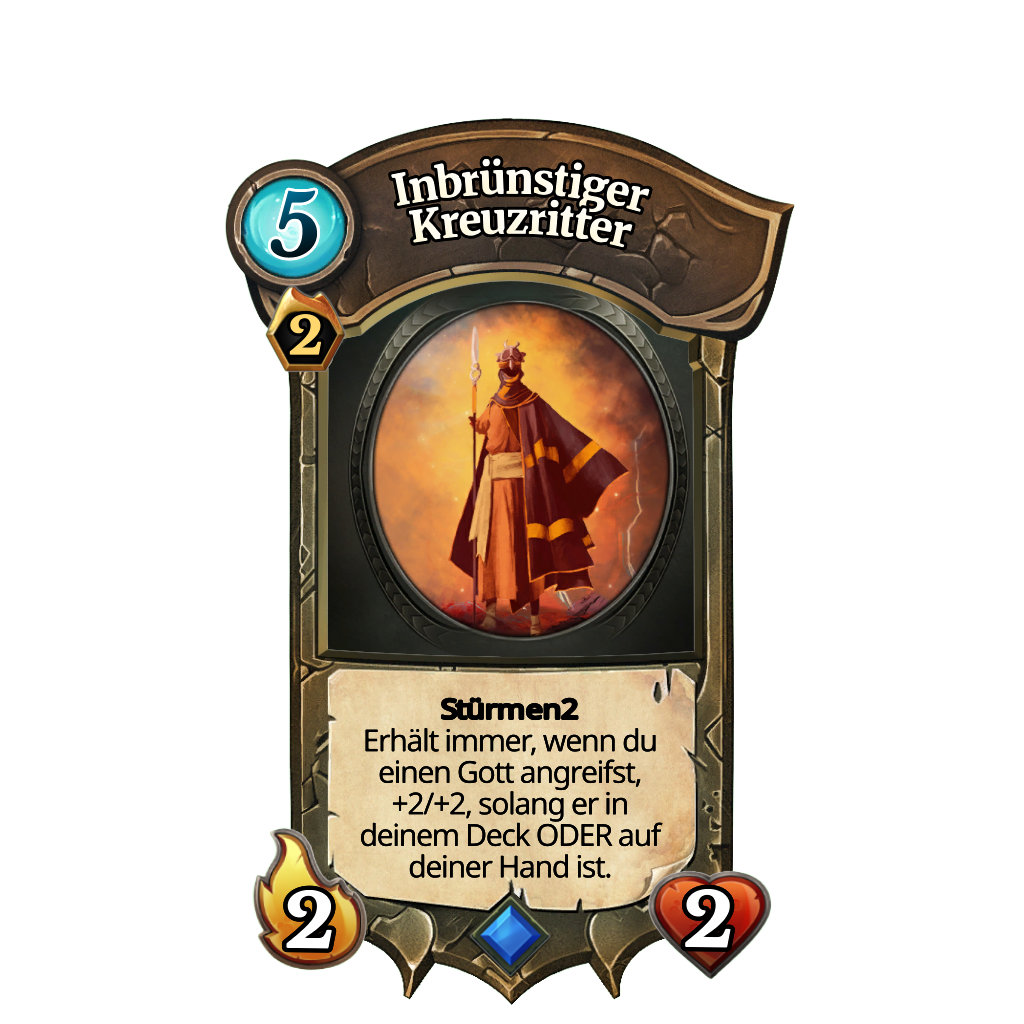 Inbrünstiger
Kreuzritter
5
2
Stürmen2
Erhält immer, wenn du
einen Gott angreifst,
+2/+2, solang er in
deinem Deck ODER auf
deiner Hand ist.
2
2